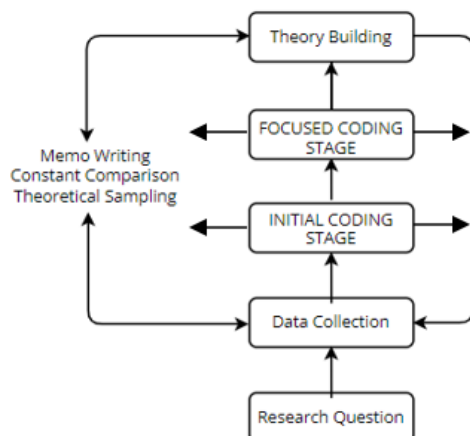 Theory Building
FOCUSED CODING
STAGE
Memo Writing
Constant Comparison
Theoretical Sampling
INITIAL CODING
STAGE
Data Collection
Research Question